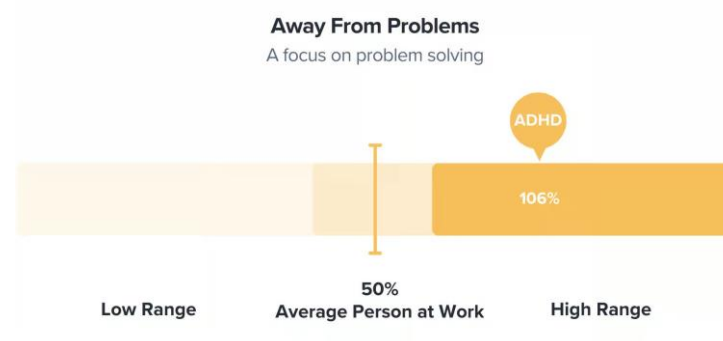 Away From Problems
A focus on problem solving
ADHD
106%
50%
Low Range
Average Person at Work
High Range